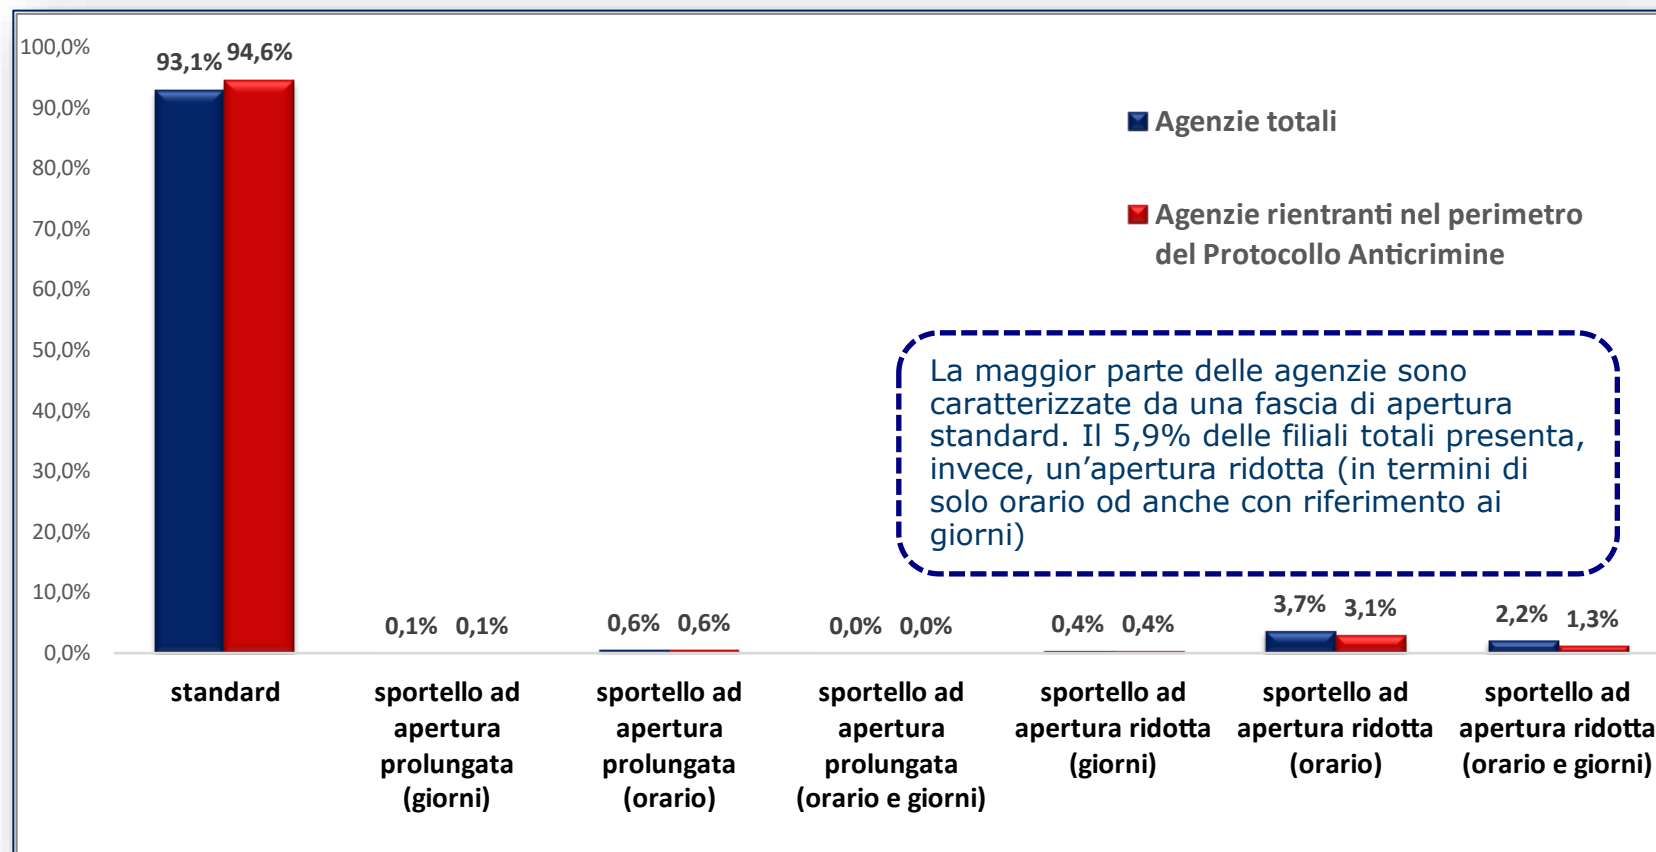 100,0%
90,0%
80,0%
70,0%
60,0%
50,0%
40,0%
30,0%
20,0%
10,0%
0,0%
93,1% 94,6%
0,1% 0,1%
0,6% 0,6%
0,0% 0,0%
0,4% 0,4%
3,7% 3,1%
2,2% 1,3%
Agenzie totali
Agenzie rientranti nel perimetro
del Protocollo Anticrimine
La maggior parte delle agenzie sono
caratterizzate da una fascia di apertura
standard. Il 5,9% delle filiali totali presenta,
invece, un’apertura ridotta (in termini di
solo orario od anche con riferimento ai
giorni)
standard
sportello ad
apertura
prolungata
(giorni)
sportello ad
apertura
prolungata
(orario)
sportello ad
apertura
prolungata
(orario e giorni)
sportello ad
apertura ridotta
(giorni)
sportello ad
apertura ridotta
(orario)
sportello ad
apertura ridotta
(orario e giorni)